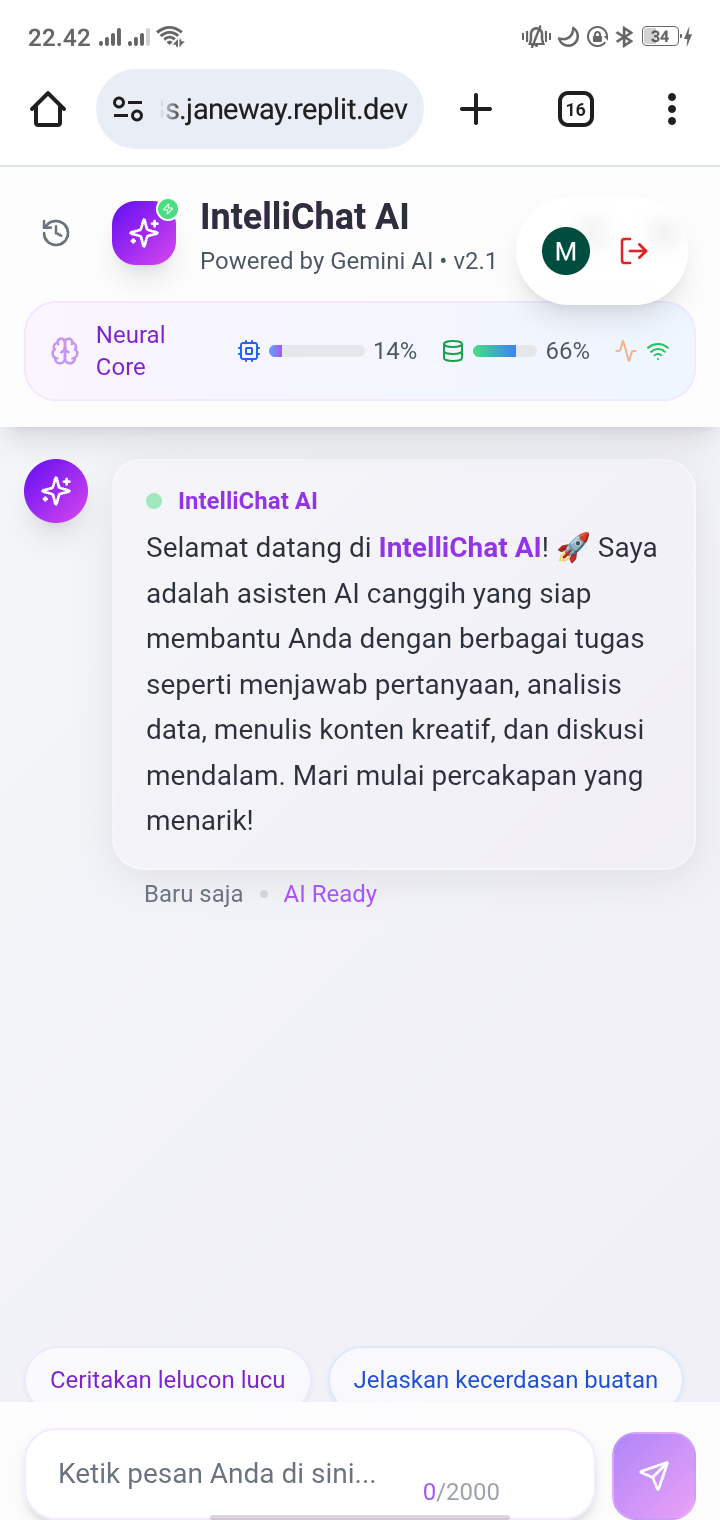 22.42
34
s.janeway.replit.dev
16
IntelliChat AI
Powered by Gemini AI • v2.1
M
Neural
Core
14%
66%
IntelliChat AI
Selamat datang di IntelliChat AI! 🚀 Saya
adalah asisten AI canggih yang siap
membantu Anda dengan berbagai tugas
seperti menjawab pertanyaan, analisis
data, menulis konten kreatif, dan diskusi
mendalam. Mari mulai percakapan yang
menarik!
Baru saja • AI Ready
Ceritakan lelucon lucu
Jelaskan kecerdasan buatan
Ketik pesan Anda di sini...
0/2000